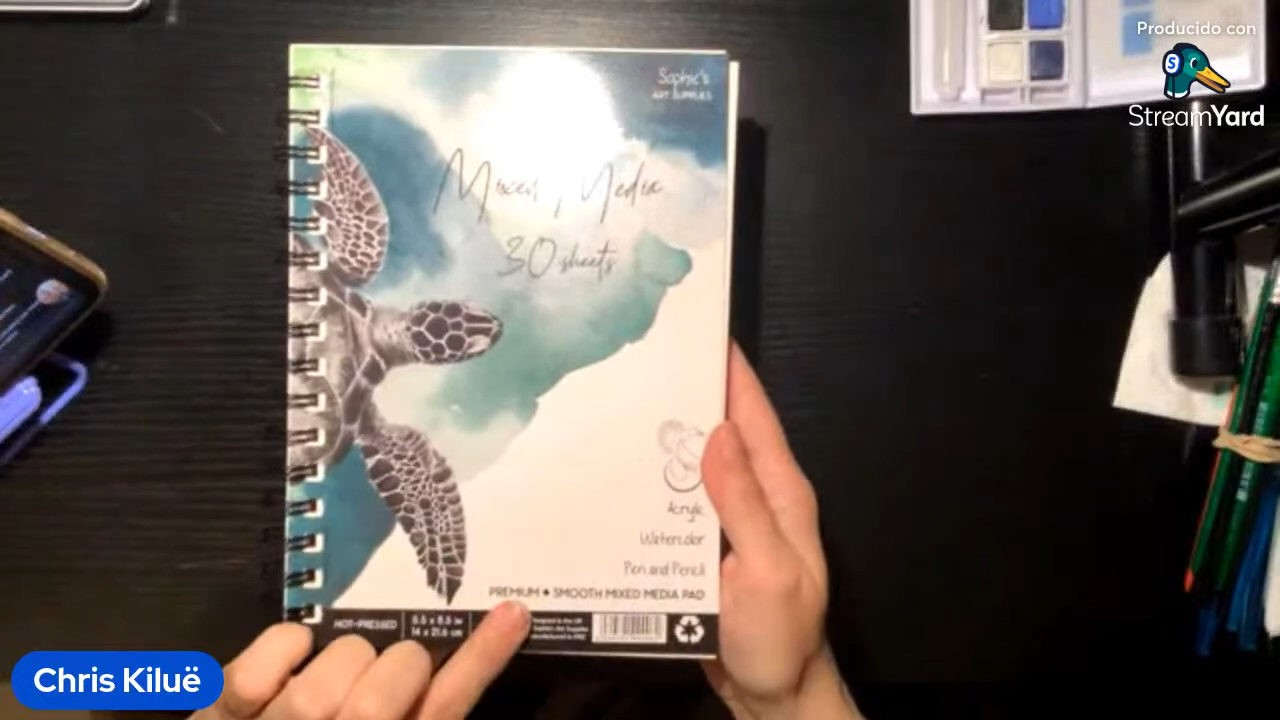 Producido con
StreamYard
Sophie's
ART SUPPLIES
Mixed Media
30 sheets
Acrylic
Watercolor
Pen and Pencil
PREMIUM ◆ SMOOTH MIXED MEDIA PAD
HOT-PRESSED
5.5 x 8.5 in
14 x 21.6 cm
Chris Kiluë